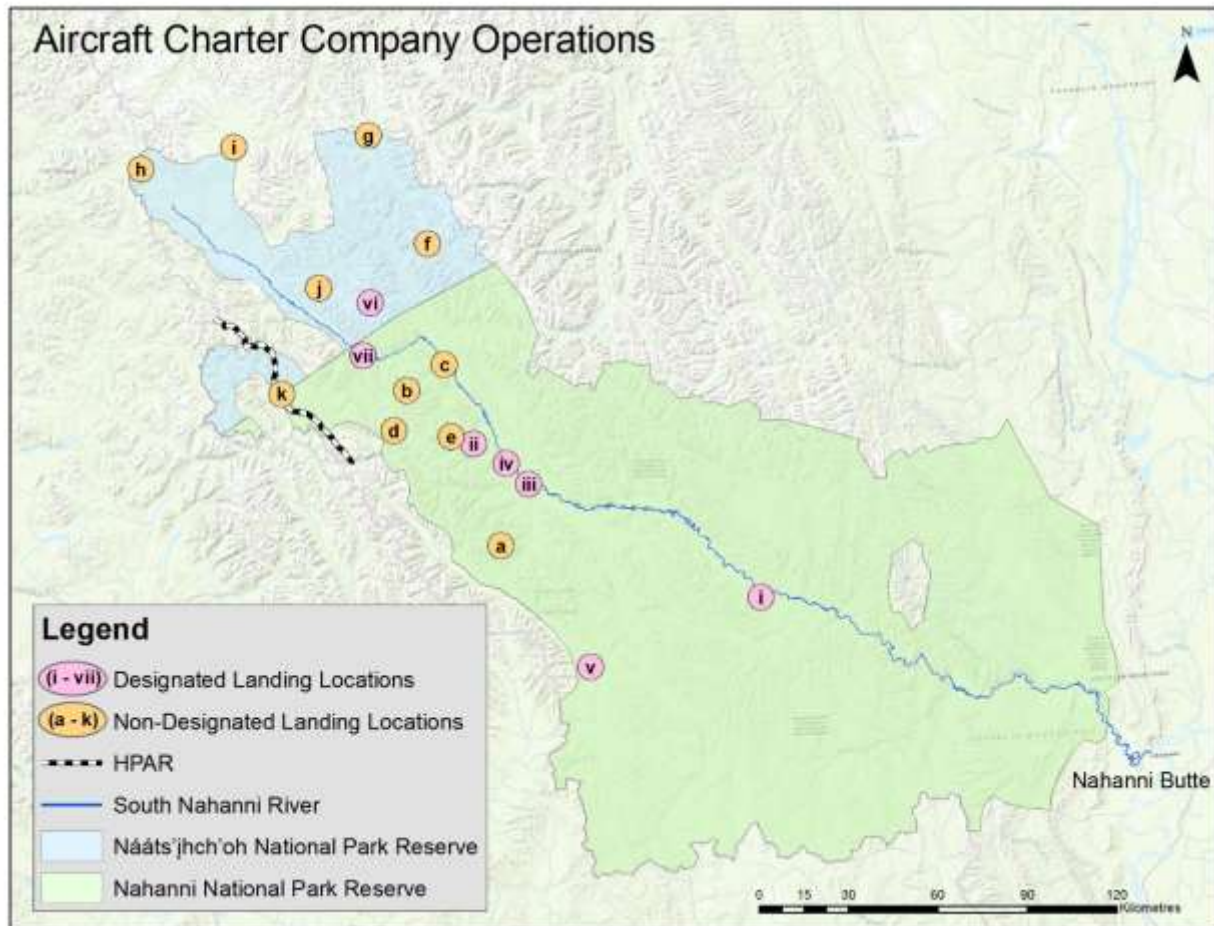 Aircraft Charter Company Operations
N
g
i
h
f
j
vi
vii
c
k
b
d
e
ii
iv
iii
a
i
v
Nahanni Butte
Legend
(i - vii) Designated Landing Locations
(a - k) Non-Designated Landing Locations
HPAR
South Nahanni River
Nááts'jhch'oh National Park Reserve
Nahanni National Park Reserve
0 15 30 60 90 120
Kilometres